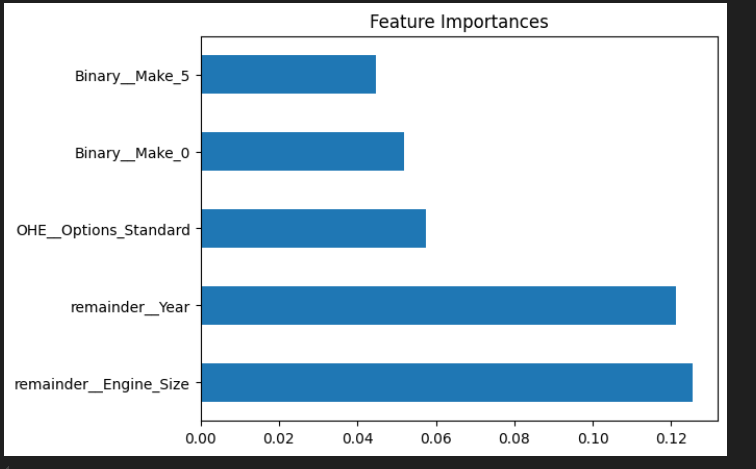 Feature Importances
Binary__Make_5
Binary__Make_0
OHE__Options_Standard
remainder__Year
remainder__Engine_Size
0.00 0.02 0.04 0.06 0.08 0.10 0.12